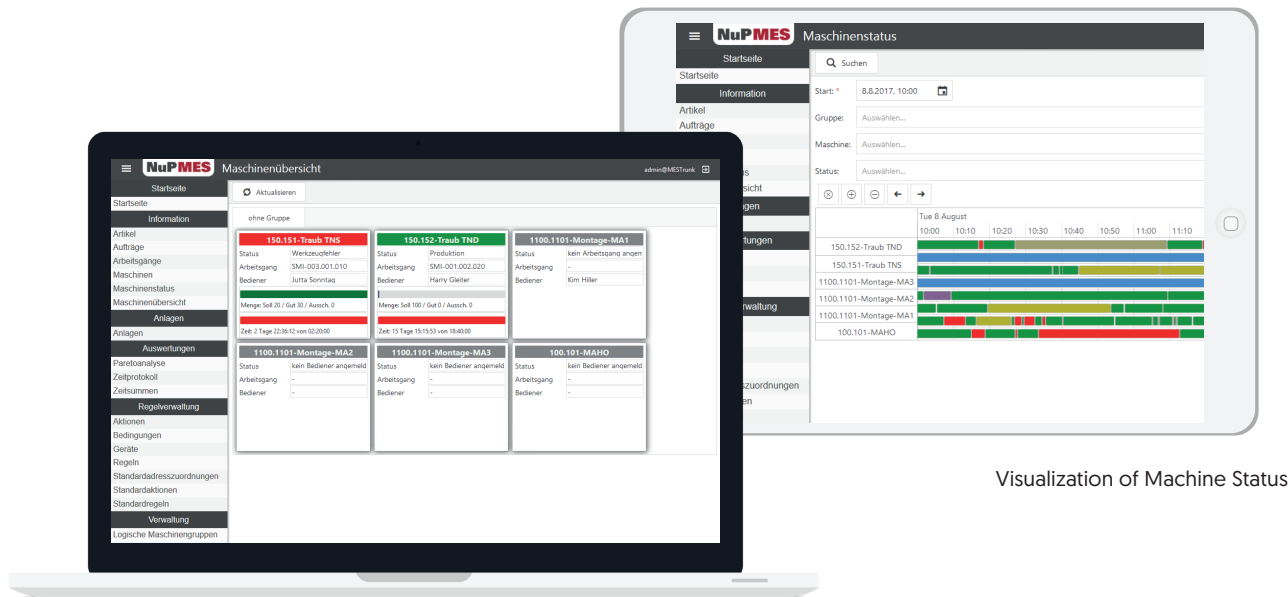 NuPMES Maschinenstatus
Startseite
Suchen
Startseite
Information
Start: * 8.8.2017, 10:00
Artikel
Aufträge
Gruppe: Auswählen...
Maschine: Auswählen...
Status: Auswählen...
Tue 8 August
10:00 10:10 10:20 10:30 10:40 10:50 11:00 11:10
150.152-Traub TND
150.151-Traub TNS
1100.1101-Montage-MA3
1100.1101-Montage-MA2
1100.1101-Montage-MA1
100.101-MAHO
us
sicht
gen
rtungen
rwaltung
szuordnungen
en
NuPMES Maschinenübersicht admin@MESTrunk
Startseite
Aktualisieren
Startseite
Information
ohne Gruppe
Artikel
Aufträge
Arbeitsgänge
Maschinen
Maschinenstatus
Maschinenübersicht
Anlagen
Anlagen
Auswertungen
Paretoanalyse
Zeitprotokoll
Zeitsummen
Regelverwaltung
Aktionen
Bedingungen
Geräte
Regeln
Standardadresszuordnungen
Standardaktionen
Standardregeln
Verwaltung
Logische Maschinengruppen
150.151-Traub TNS
Status Werkzeugfehler
Arbeitsgang SMI-003.001.010
Bediener Jutta Sonntag
Menge: Soll 20 / Gut 30 / Aussch. 0
Zeit: 2 Tage 22:36:12 von 02:20:00
150.152-Traub TND
Status Produktion
Arbeitsgang SMI-001.002.020
Bediener Harry Gleiter
Menge: Soll 100 / Gut 0 / Aussch. 0
Zeit: 15 Tage 15:15:53 von 18:40:00
1100.1101-Montage-MA1
Status kein Arbeitsgang angem
Arbeitsgang -
Bediener Kim Hiller
1100.1101-Montage-MA2
Status kein Bediener angemeld
Arbeitsgang -
Bediener -
1100.1101-Montage-MA3
Status kein Bediener angemeld
Arbeitsgang -
Bediener -
100.101-MAHO
Status kein Bediener angemeld
Arbeitsgang -
Bediener -
Visualization of Machine Status